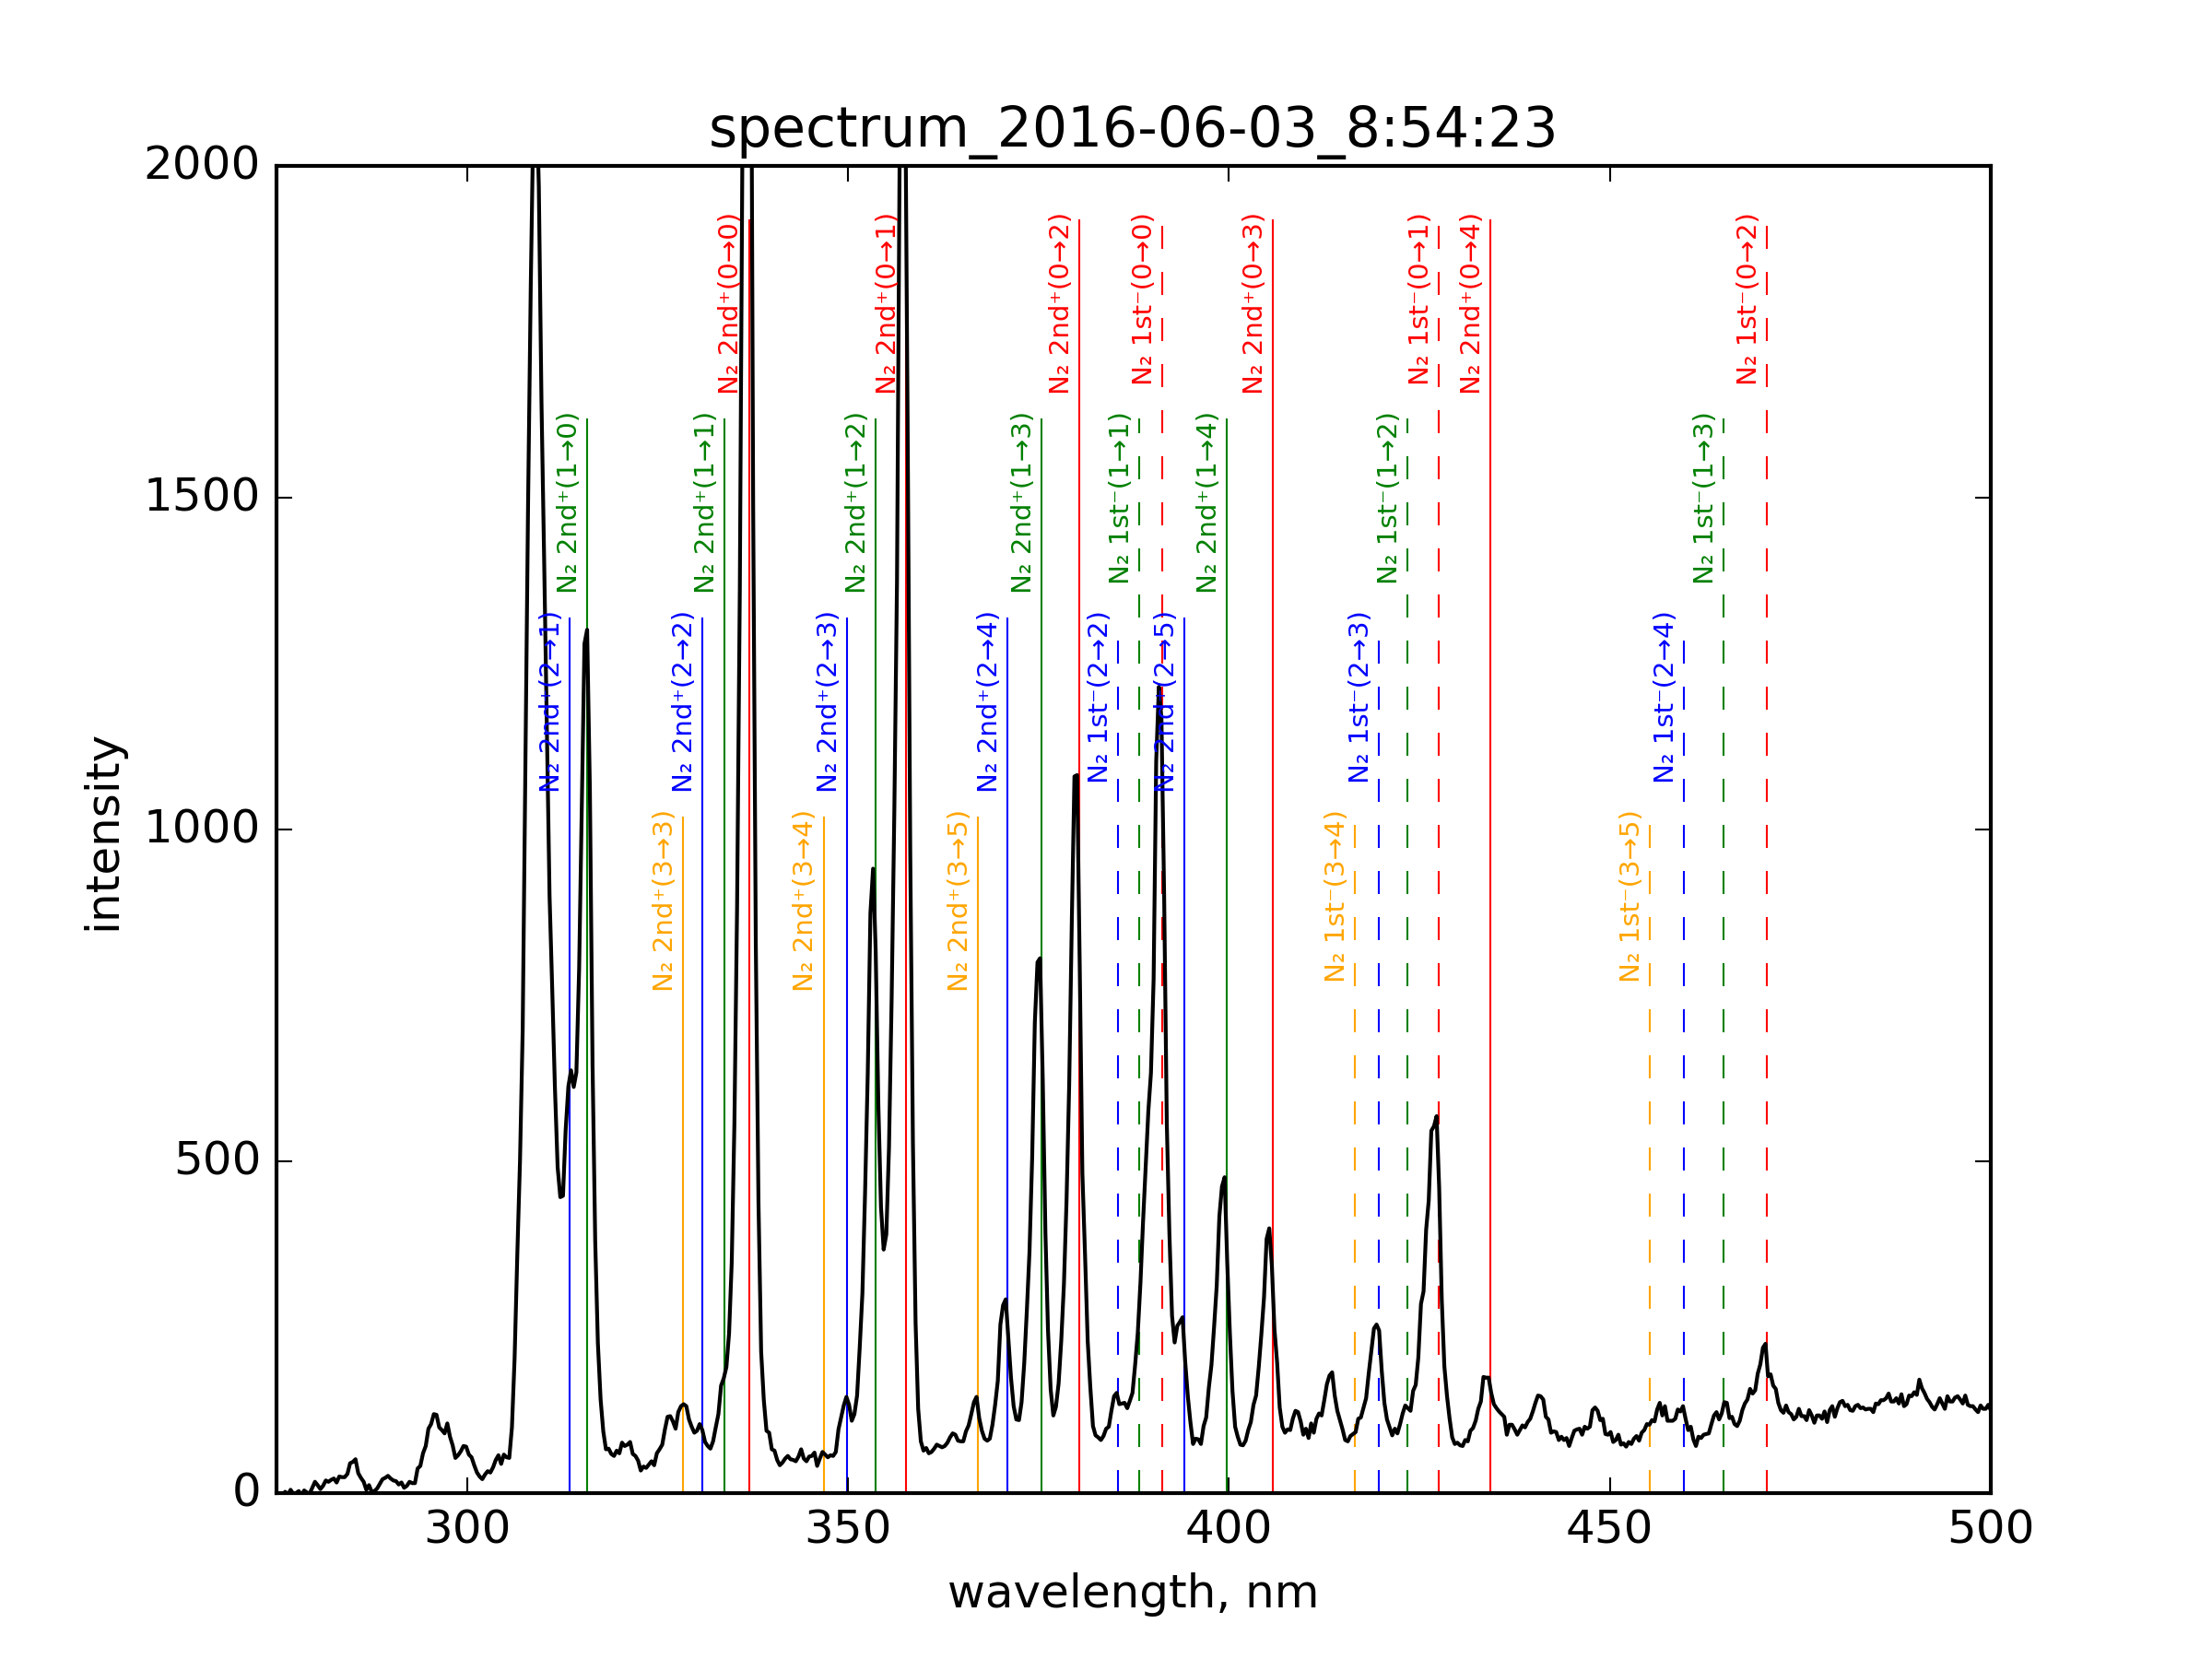 spectrum_2016-06-03_8:54:23
2000
1500
1000
500
0
intensity
N₂ 2nd⁺(0→0)
N₂ 2nd⁺(0→1)
N₂ 2nd⁺(0→2)
N₂ 1st⁻(0→0)
N₂ 2nd⁺(0→3)
N₂ 1st⁻(0→1)
N₂ 2nd⁺(0→4)
N₂ 1st⁻(0→2)
N₂ 2nd⁺(1→0)
N₂ 2nd⁺(1→1)
N₂ 2nd⁺(1→2)
N₂ 2nd⁺(1→3)
N₂ 1st⁻(1→1)
N₂ 2nd⁺(1→4)
N₂ 1st⁻(1→2)
N₂ 1st⁻(1→3)
N₂ 2nd⁺(2→1)
N₂ 2nd⁺(2→2)
N₂ 2nd⁺(2→3)
N₂ 2nd⁺(2→4)
N₂ 1st⁻(2→2)
N₂ 2nd⁺(2→5)
N₂ 1st⁻(2→3)
N₂ 1st⁻(2→4)
N₂ 2nd⁺(3→3)
N₂ 2nd⁺(3→4)
N₂ 2nd⁺(3→5)
N₂ 1st⁻(3→4)
N₂ 1st⁻(3→5)
300
350
400
450
500
wavelength, nm